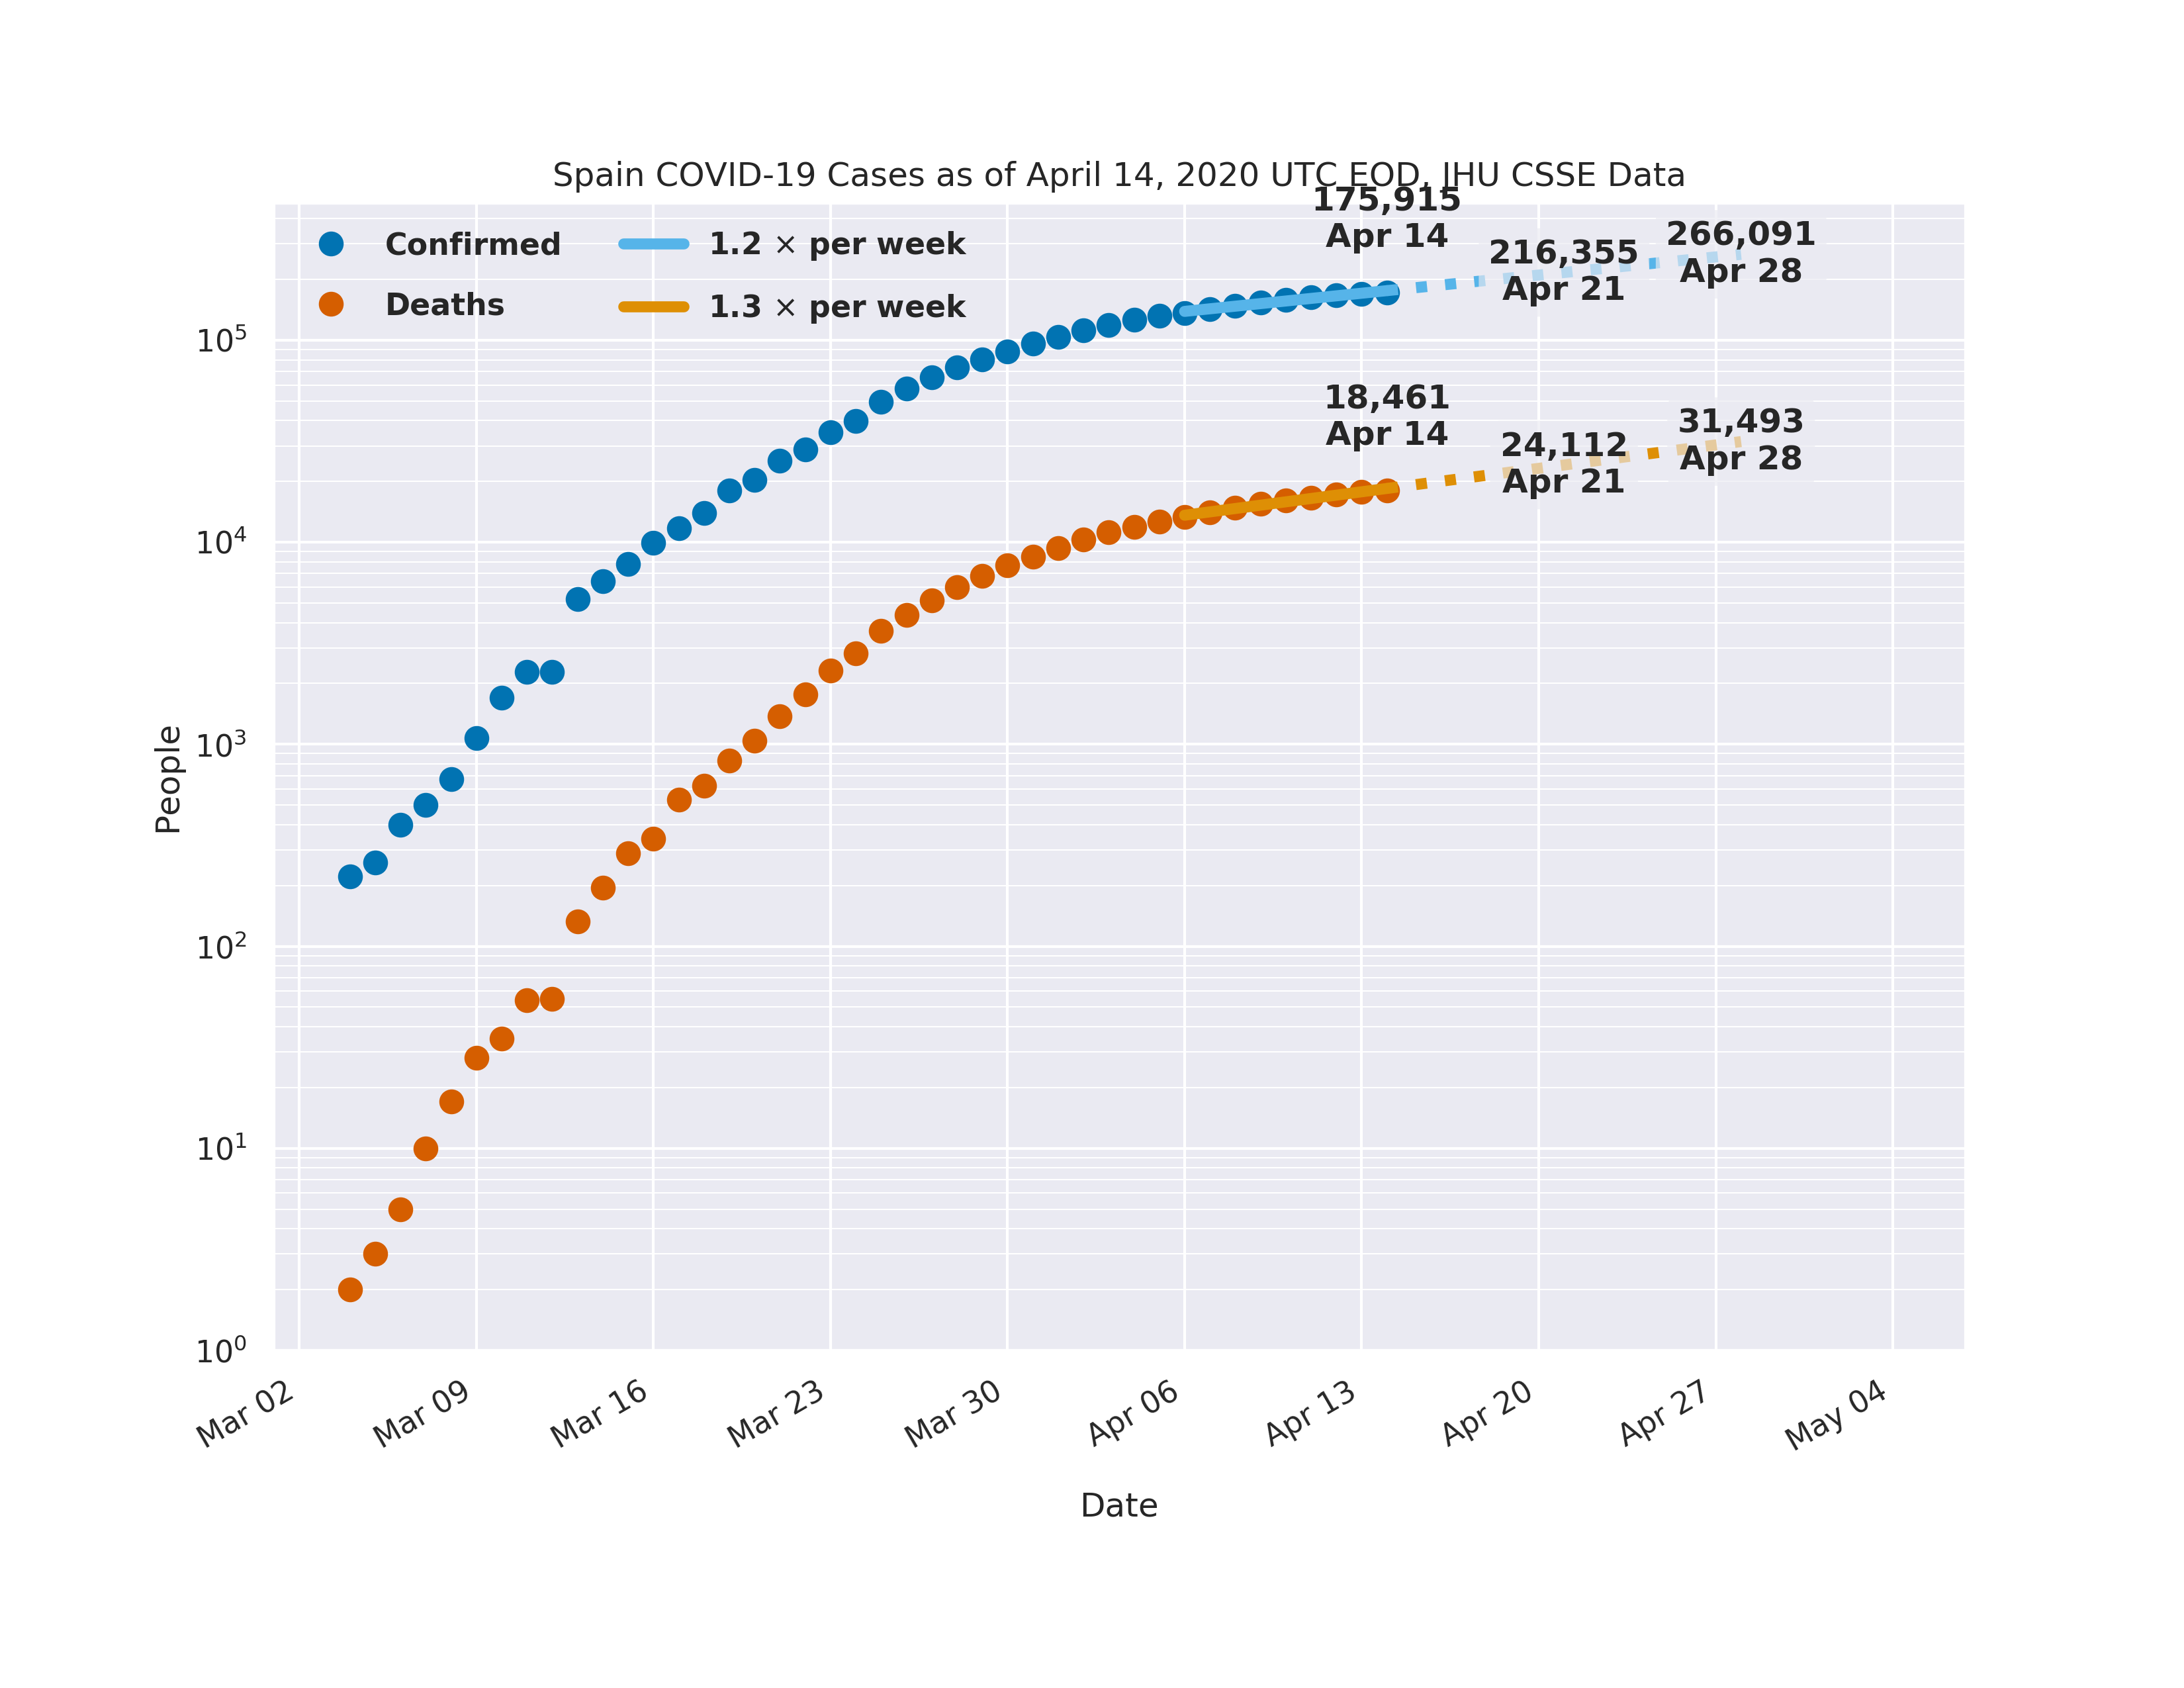 Spain COVID-19 Cases as of April 14, 2020 UTC EOD, JHU CSSE Data
175,915
Apr 14
216,355
Apr 21
266,091
Apr 28
Confirmed
Deaths
1.2 × per week
1.3 × per week
18,461
Apr 14
24,112
Apr 21
31,493
Apr 28
People
10⁵
10⁴
10³
10²
10¹
10⁰
Mar 02
Mar 09
Mar 16
Mar 23
Mar 30
Apr 06
Apr 13
Apr 20
Apr 27
May 04
Date